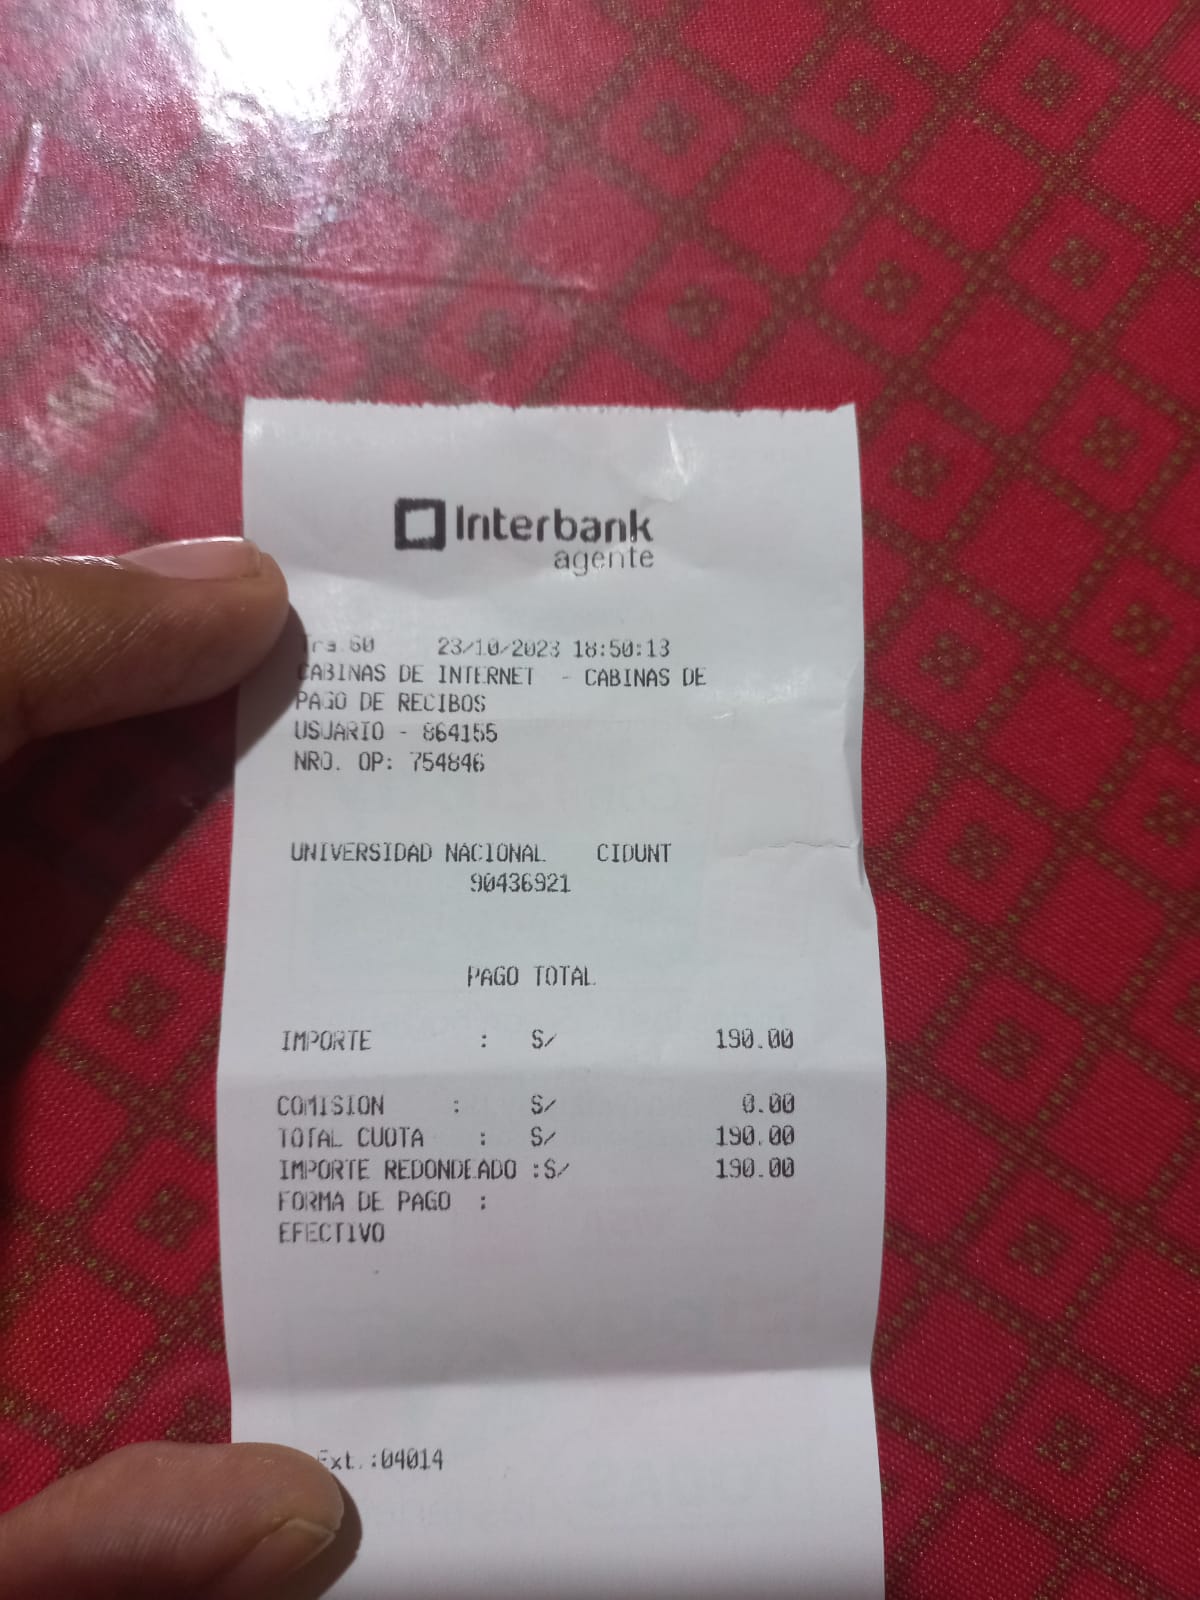 Interbank
agente
Tra.60 23/10/2023 18:50:13
CABINAS DE INTERNET - CABINAS DE
PAGO DE RECIBOS
USUARIO - 864155
NRO. OP: 754846
UNIVERSIDAD NACIONAL CIDUNT
90436921
PAGO TOTAL
IMPORTE : S/ 190.00
COMISION : S/ 0.00
TOTAL CUOTA : S/ 190.00
IMPORTE REDONDEADO :S/ 190.00
FORMA DE PAGO :
EFECTIVO
Ext.:04014